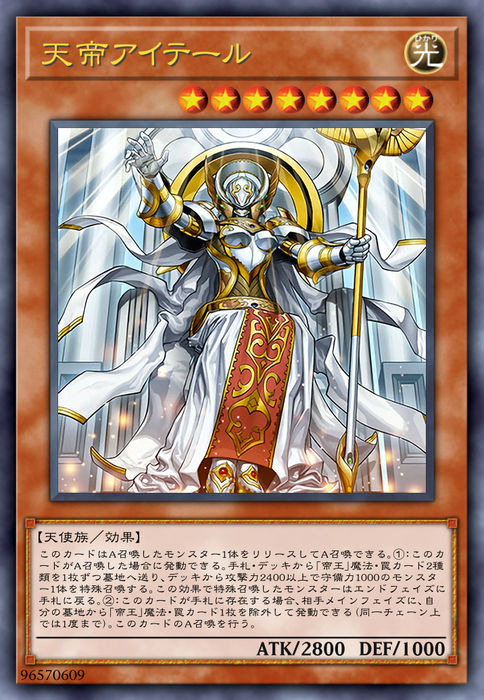 天帝アイテール
ひかり
光
【天使族／効果】
このカードはA召喚したモンスター1体をリリースしてA召喚できる。①：このカ
ードがA召喚した場合に発動できる。手札・デッキから「帝王」魔法・罠カード2種
類を1枚ずつ墓地へ送り、デッキから攻撃力2400以上で守備力1000のモンス
ター1体を特殊召喚する。この効果で特殊召喚したモンスターはエンドフェイズに
手札に戻る。②：このカードが手札に存在する場合、相手メインフェイズに、自
分の墓地から「帝王」魔法・罠カード1枚を除外して発動できる（同一チェーン上
では1度まで）。このカードのA召喚を行う。
ATK/2800 DEF/1000
96570609